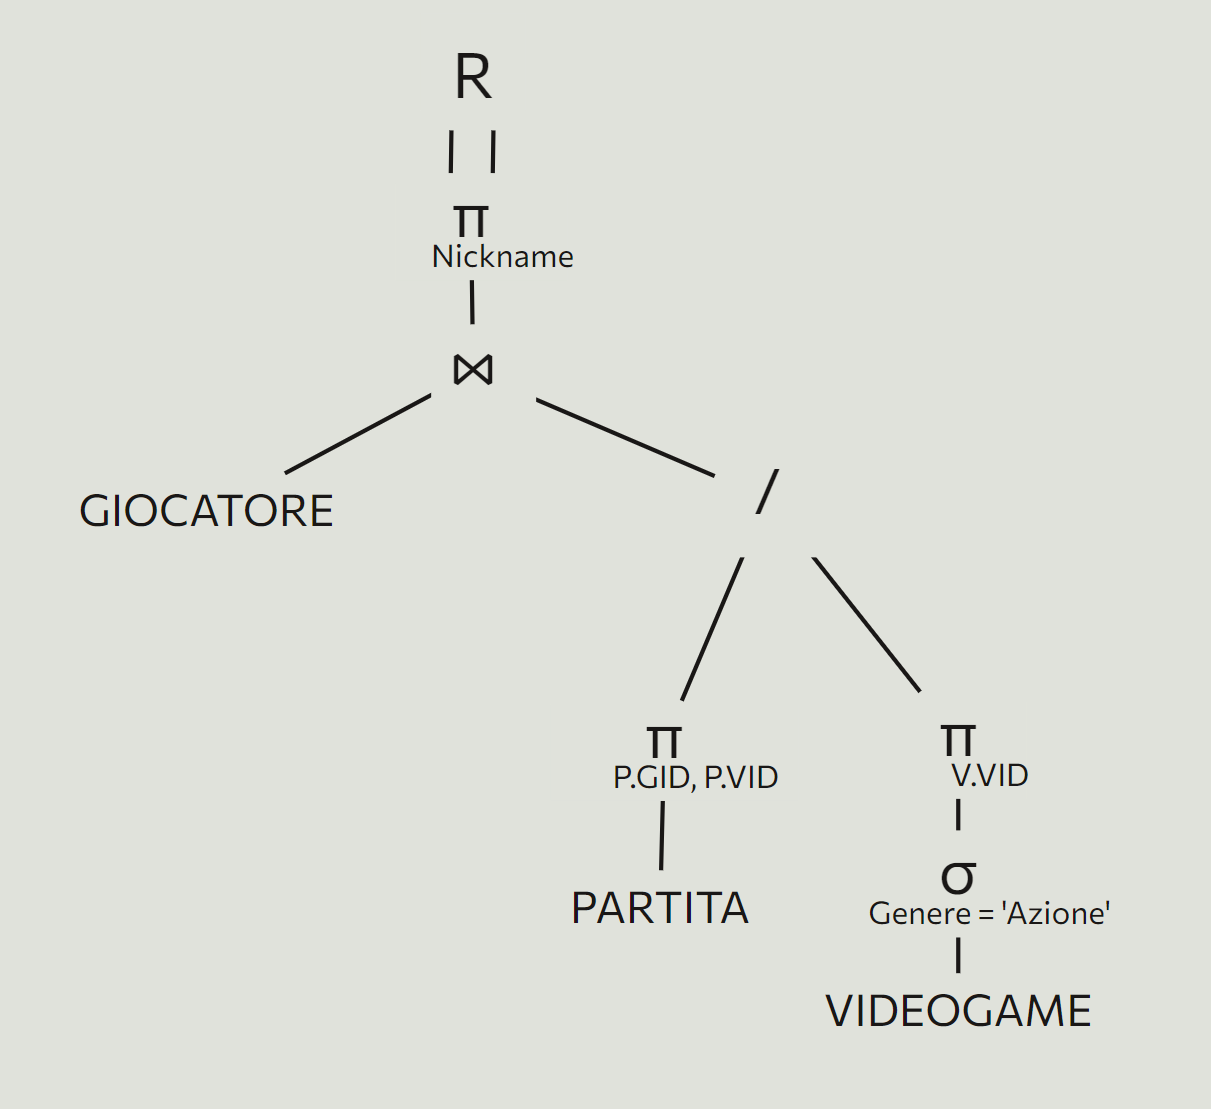 R
π
Nickname
⋈
GIOCATORE
/
π
P.GID, P.VID
π
V.VID
PARTITA
σ
Genere = 'Azione'
VIDEOGAME